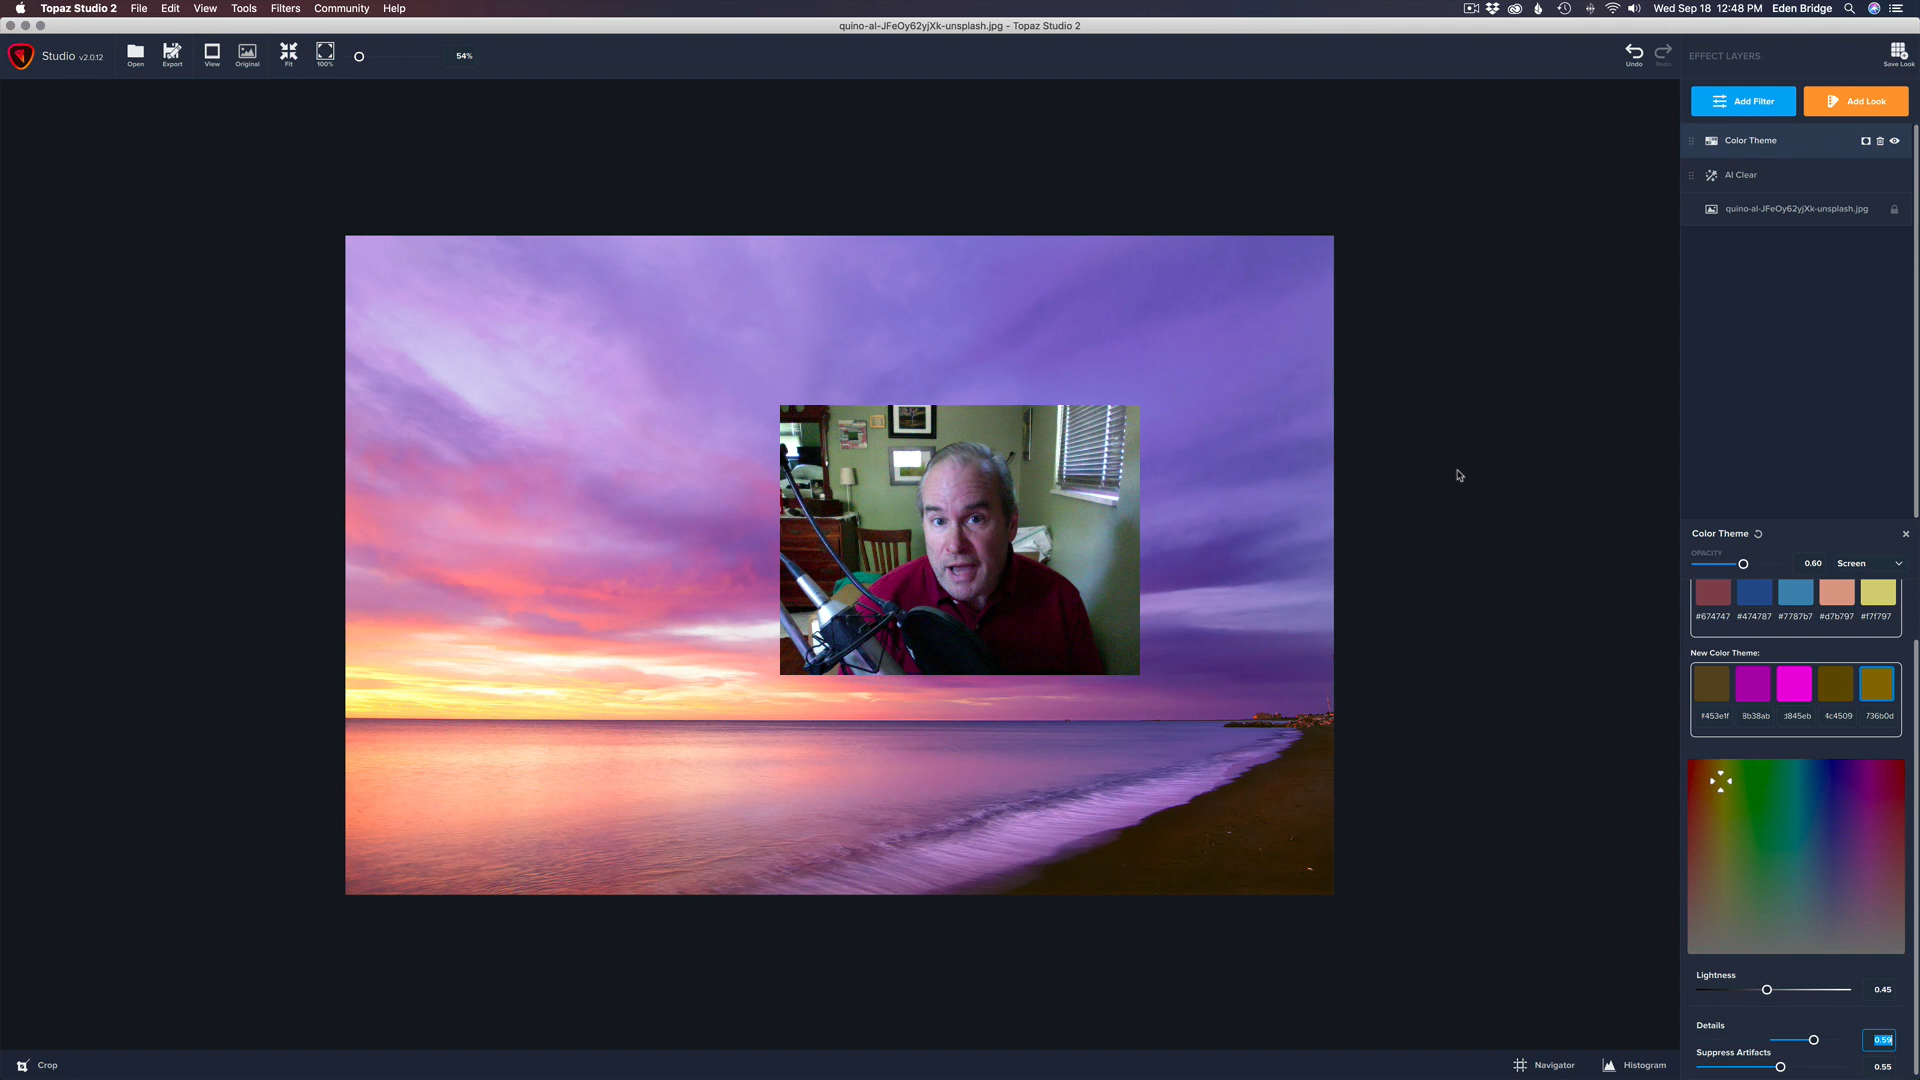 Topaz Studio 2 File Edit View Tools Filters Community Help
Wed Sep 18 12:48 PM Eden Bridge
quino-al-JFeOy62yjXk-unsplash.jpg - Topaz Studio 2
Studio v2.0.12
Open
Export
View
Original
Fit
100%
54%
Undo
Redo
EFFECT LAYERS
Save Look
Add Filter
Add Look
Color Theme
AI Clear
quino-al-JFeOy62yjXk-unsplash.jpg
Color Theme
OPACITY
0.60 Screen
#674747 #474787 #7787b7 #d7b797 #f7f797
New Color Theme:
#453e1f 8b38ab d845eb 4c4509 736b0d
Lightness
0.45
Details
0.59
Suppress Artifacts
0.55
Crop
Navigator
Histogram